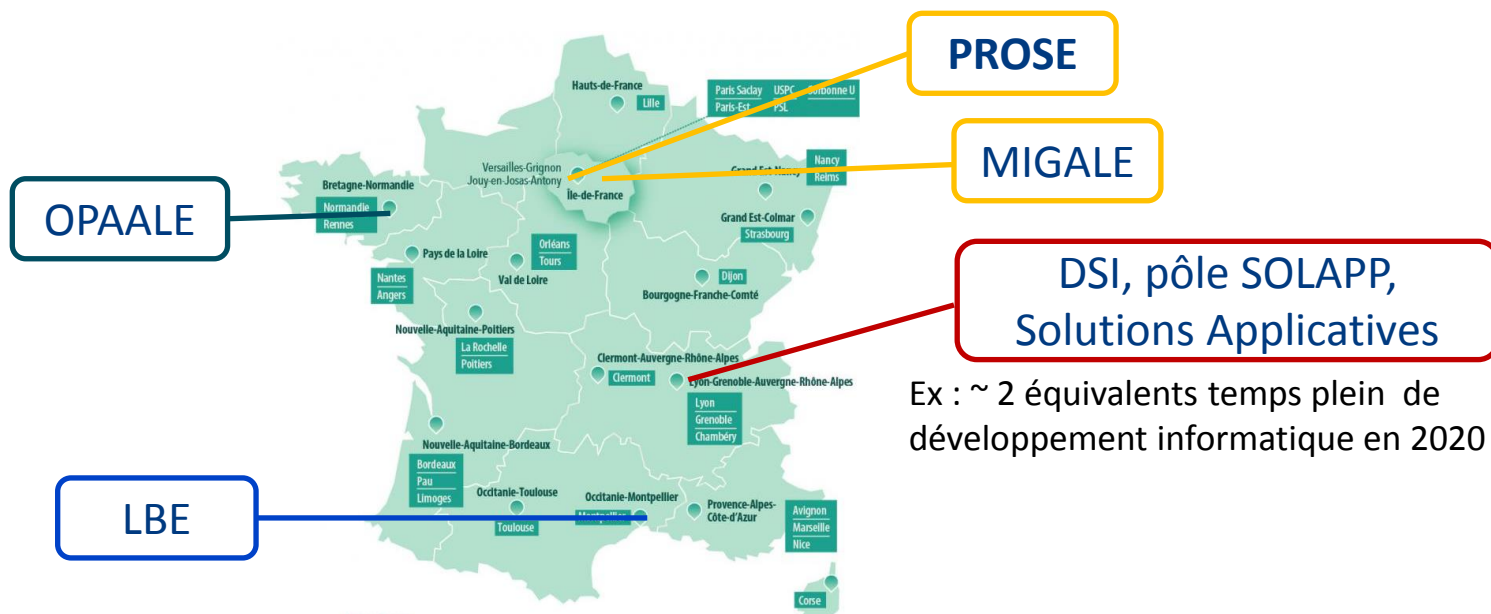 PROSE
Hauts-de-France
Lille
Paris Saclay USPC Sorbonne U
Paris-Est PSL
MIGALE
Nancy
Reims
Versailles-Grignon
Jouy-en-Josas-Antony
Île-de-France
Grand Est-Nancy
Bretagne-Normandie
Normandie
Rennes
OPAALE
Grand Est-Colmar
Strasbourg
Pays de la Loire
Orléans
Tours
Val de Loire
Nantes
Angers
Dijon
Bourgogne-Franche-Comté
DSI, pôle SOLAPP,
Solutions Applicatives
Nouvelle-Aquitaine-Poitiers
La Rochelle
Poitiers
Clermont-Auvergne-Rhône-Alpes
Clermont
Lyon-Grenoble-Auvergne-Rhône-Alpes
Lyon
Grenoble
Chambéry
Ex : ~ 2 équivalents temps plein de
développement informatique en 2020
Nouvelle-Aquitaine-Bordeaux
Bordeaux
Pau
Limoges
LBE
Occitanie-Toulouse
Toulouse
Occitanie-Montpellier
Montpellier
Provence-Alpes-
Côte-d'Azur
Avignon
Marseille
Nice
Corse